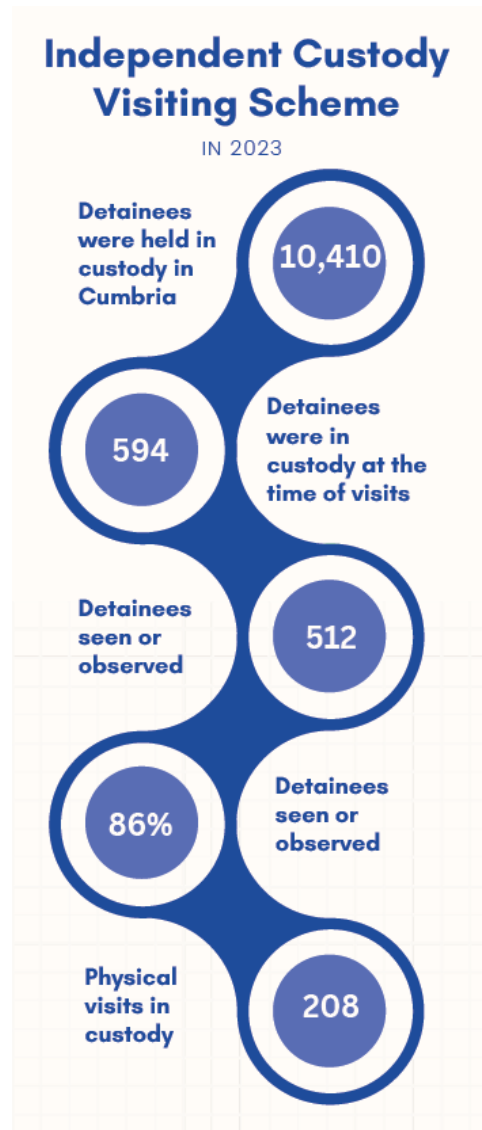 Independent Custody
Visiting Scheme
IN 2023
Detainees
were held in
custody in
Cumbria
10,410
594
Detainees
were in
custody at the
time of visits
Detainees
seen or
observed
512
86%
Detainees
seen or
observed
Physical
visits in
custody
208